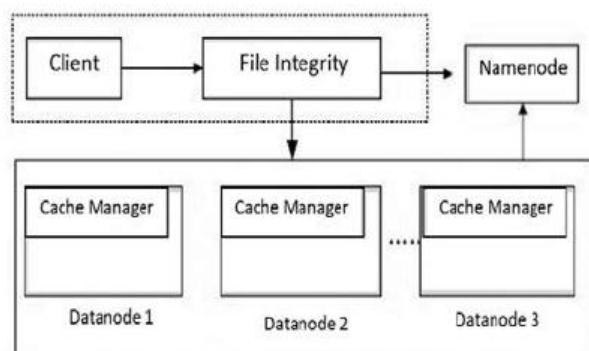 Client
File Integrity
Namenode
Cache Manager
Cache Manager
Cache Manager
Datanode 1
Datanode 2
Datanode 3